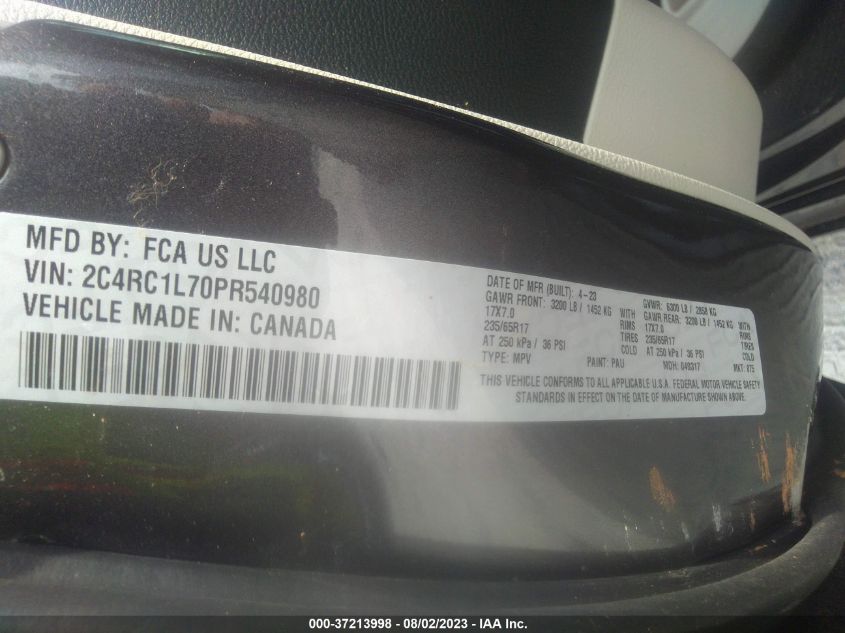 MFD BY: FCA US LLC
VIN: 2C4RC1L70PR540980
VEHICLE MADE IN: CANADA
DATE OF MFR (BUILT): 4-23 GVWR: 6300 LB / 2858 KG
GAWR FRONT: 3200 LB / 1452 KG WITH GAWR REAR: 3200 LB / 1452 KG WITH
17X7.0 RIMS 17X7.0 RIMS
235/65R17 TIRES 235/65R17 TIRES
AT 250 kPa / 36 PSI COLD AT 250 kPa / 36 PSI COLD
TYPE: MPV PAINT: PAU MDH: 049317 MKT: 875
THIS VEHICLE CONFORMS TO ALL APPLICABLE U.S.A. FEDERAL MOTOR VEHICLE SAFETY
STANDARDS IN EFFECT ON THE DATE OF MANUFACTURE SHOWN ABOVE.
000-37213998 - 08/02/2023 - IAA Inc.